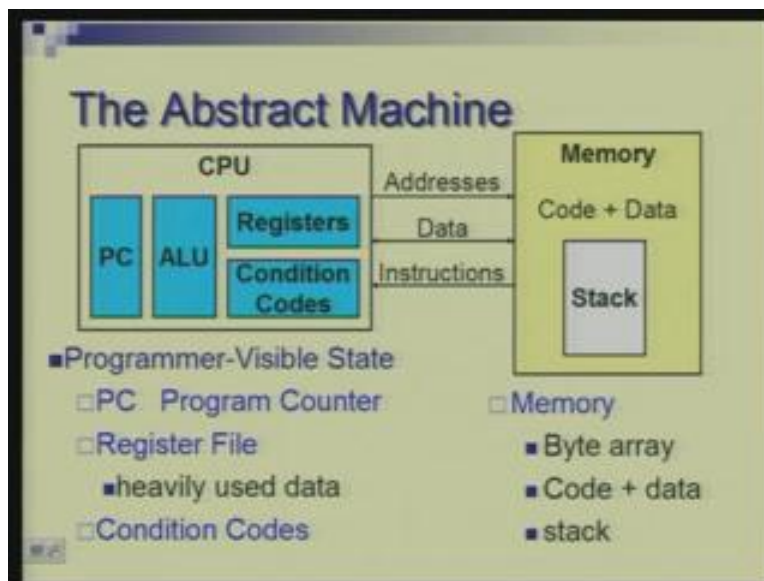 The Abstract Machine
CPU
PC
ALU
Registers
Condition
Codes
Addresses
Data
Instructions
Memory
Code + Data
Stack
Programmer-Visible State
PC Program Counter
Register File
heavily used data
Condition Codes
Memory
Byte array
Code + data
stack